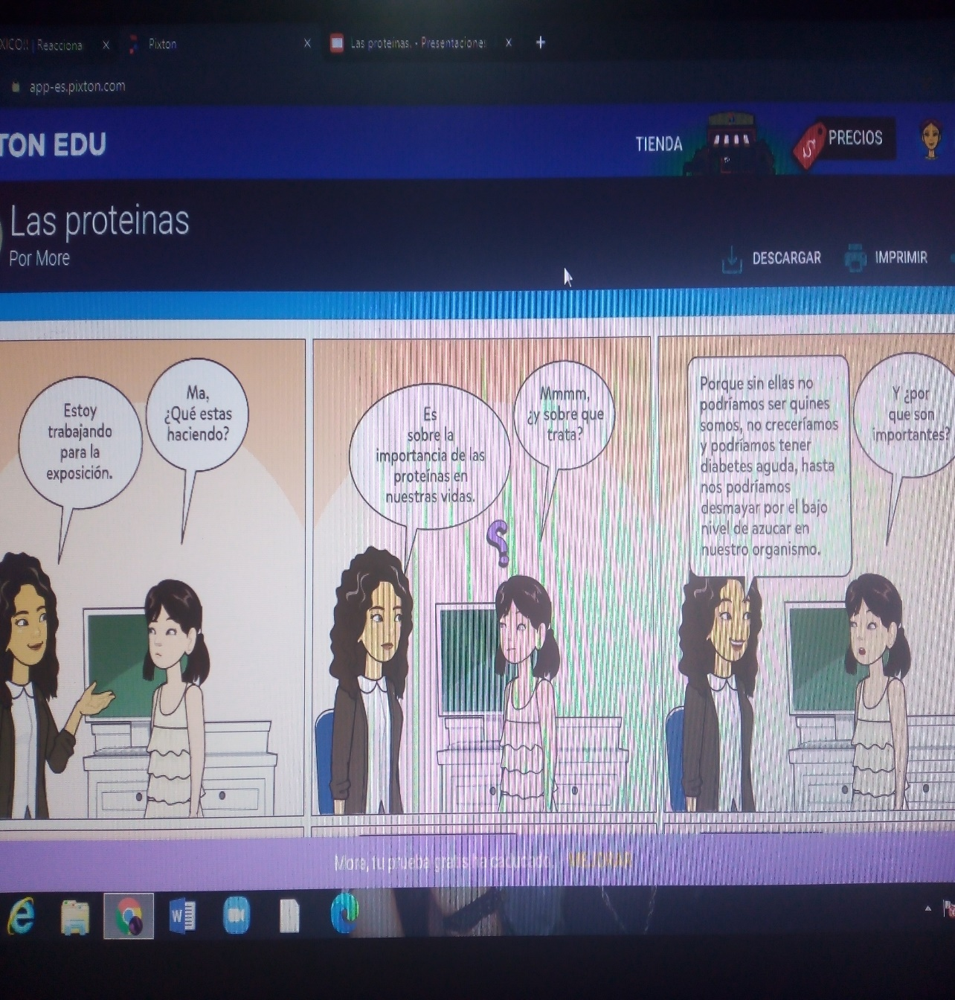 XICO!! | Reacciona
Pixton
Las proteinas. - Presentaciones
app-es.pixton.com
TON EDU
TIENDA
PRECIOS
Las proteinas
Por More
DESCARGAR
IMPRIMIR
Estoy
trabajando
para la
exposición.
Ma,
¿Qué estas
haciendo?
Es
sobre la
importancia de las
proteínas en
nuestras vidas.
Mmmm,
¿y sobre que
trata?
?
Porque sin ellas no
podríamos ser quines
somos, no creceríamos
y podríamos tener
diabetes aguda, hasta
nos podríamos
desmayar por el bajo
nivel de azucar en
nuestro organismo.
Y ¿por
que son
importantes?
More, tu prueba gratis ha caducado. MEJORAR